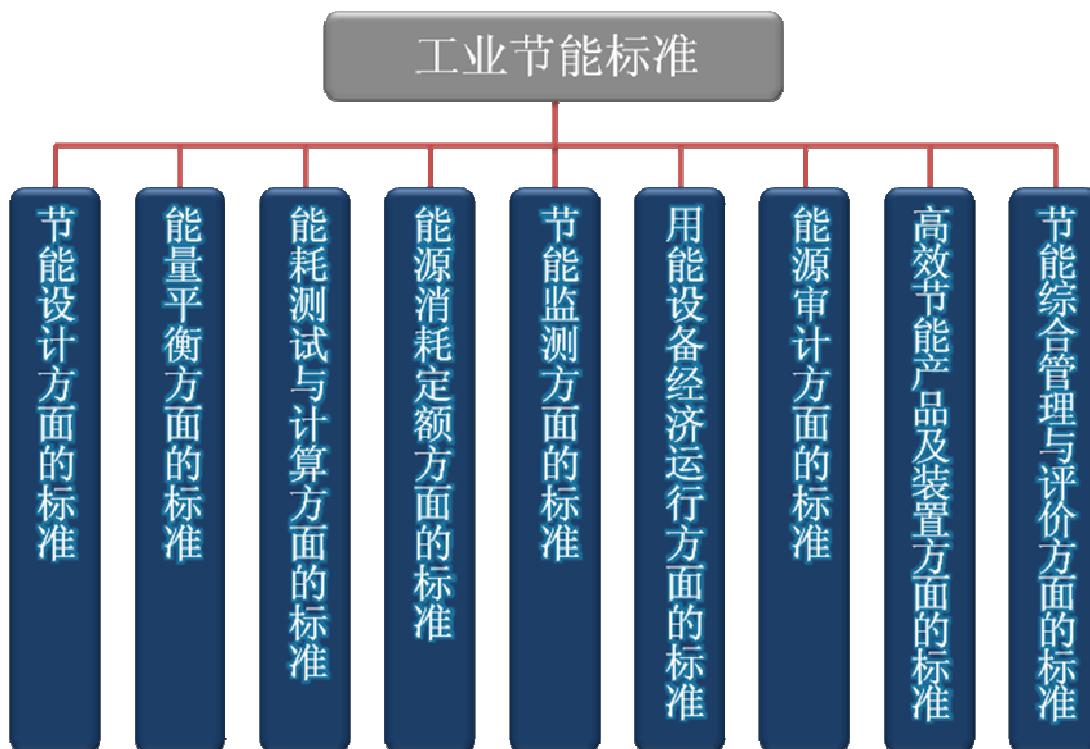 工业节能标准
节能设计方面的标准
能量平衡方面的标准
能耗测试与计算方面的标准
能源消耗定额方面的标准
节能监测方面的标准
用能设备经济运行方面的标准
能源审计方面的标准
高效节能产品及装置方面的标准
节能综合管理与评价方面的标准